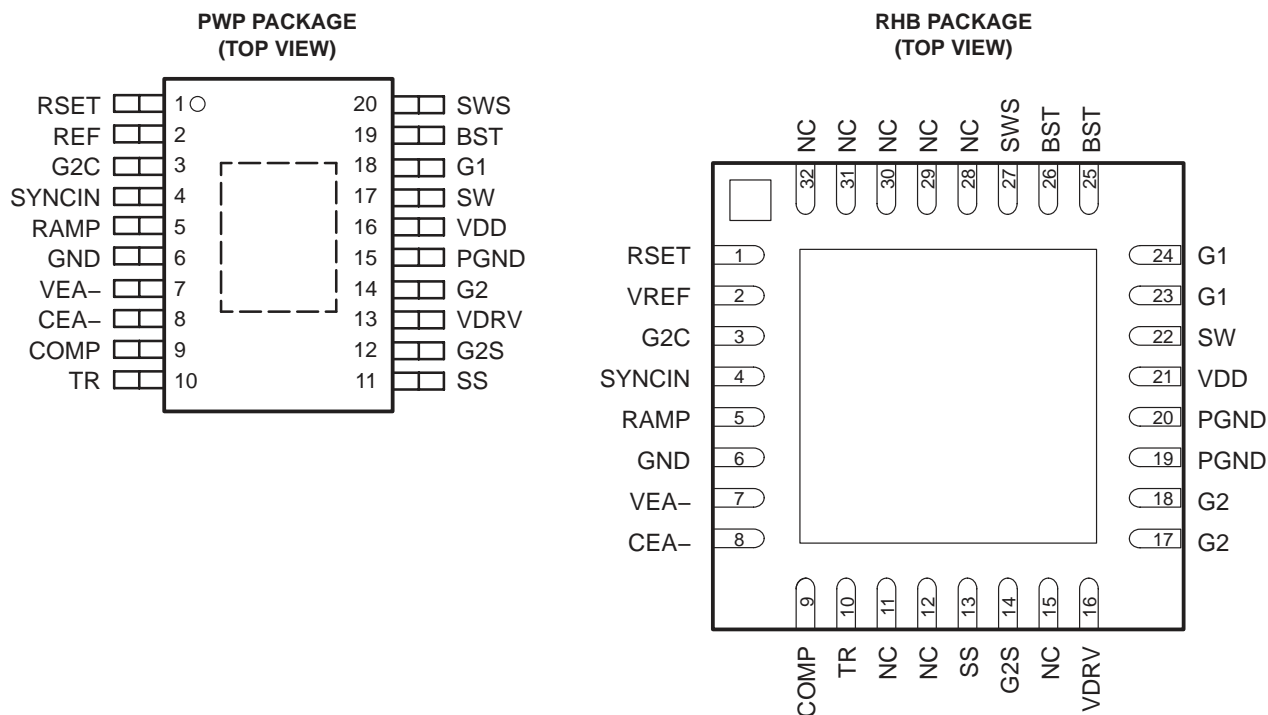 PWP PACKAGE
(TOP VIEW)
RSET 1 20 SWS
REF 2 19 BST
G2C 3 18 G1
SYNCIN 4 17 SW
RAMP 5 16 VDD
GND 6 15 PGND
VEA− 7 14 G2
CEA− 8 13 VDRV
COMP 9 12 G2S
TR 10 11 SS
RHB PACKAGE
(TOP VIEW)
NC NC NC NC NC SWS BST BST
32 31 30 29 28 27 26 25
RSET 1 24 G1
VREF 2 23 G1
G2C 3 22 SW
SYNCIN 4 21 VDD
RAMP 5 20 PGND
GND 6 19 PGND
VEA− 7 18 G2
CEA− 8 17 G2
9 10 11 12 13 14 15 16
COMP TR NC NC SS G2S NC VDRV